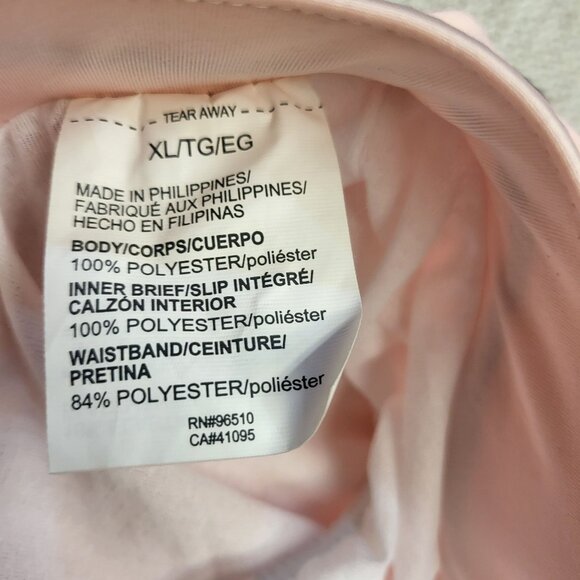 TEAR AWAY
XL/TG/EG
MADE IN PHILIPPINES/
FABRIQUÉ AUX PHILIPPINES/
HECHO EN FILIPINAS
BODY/CORPS/CUERPO
100% POLYESTER/poliéster
INNER BRIEF/SLIP INTÉGRÉ/
CALZÓN INTERIOR
100% POLYESTER/poliéster
WAISTBAND/CEINTURE/
PRETINA
84% POLYESTER/poliéster
RN#96510
CA#41095